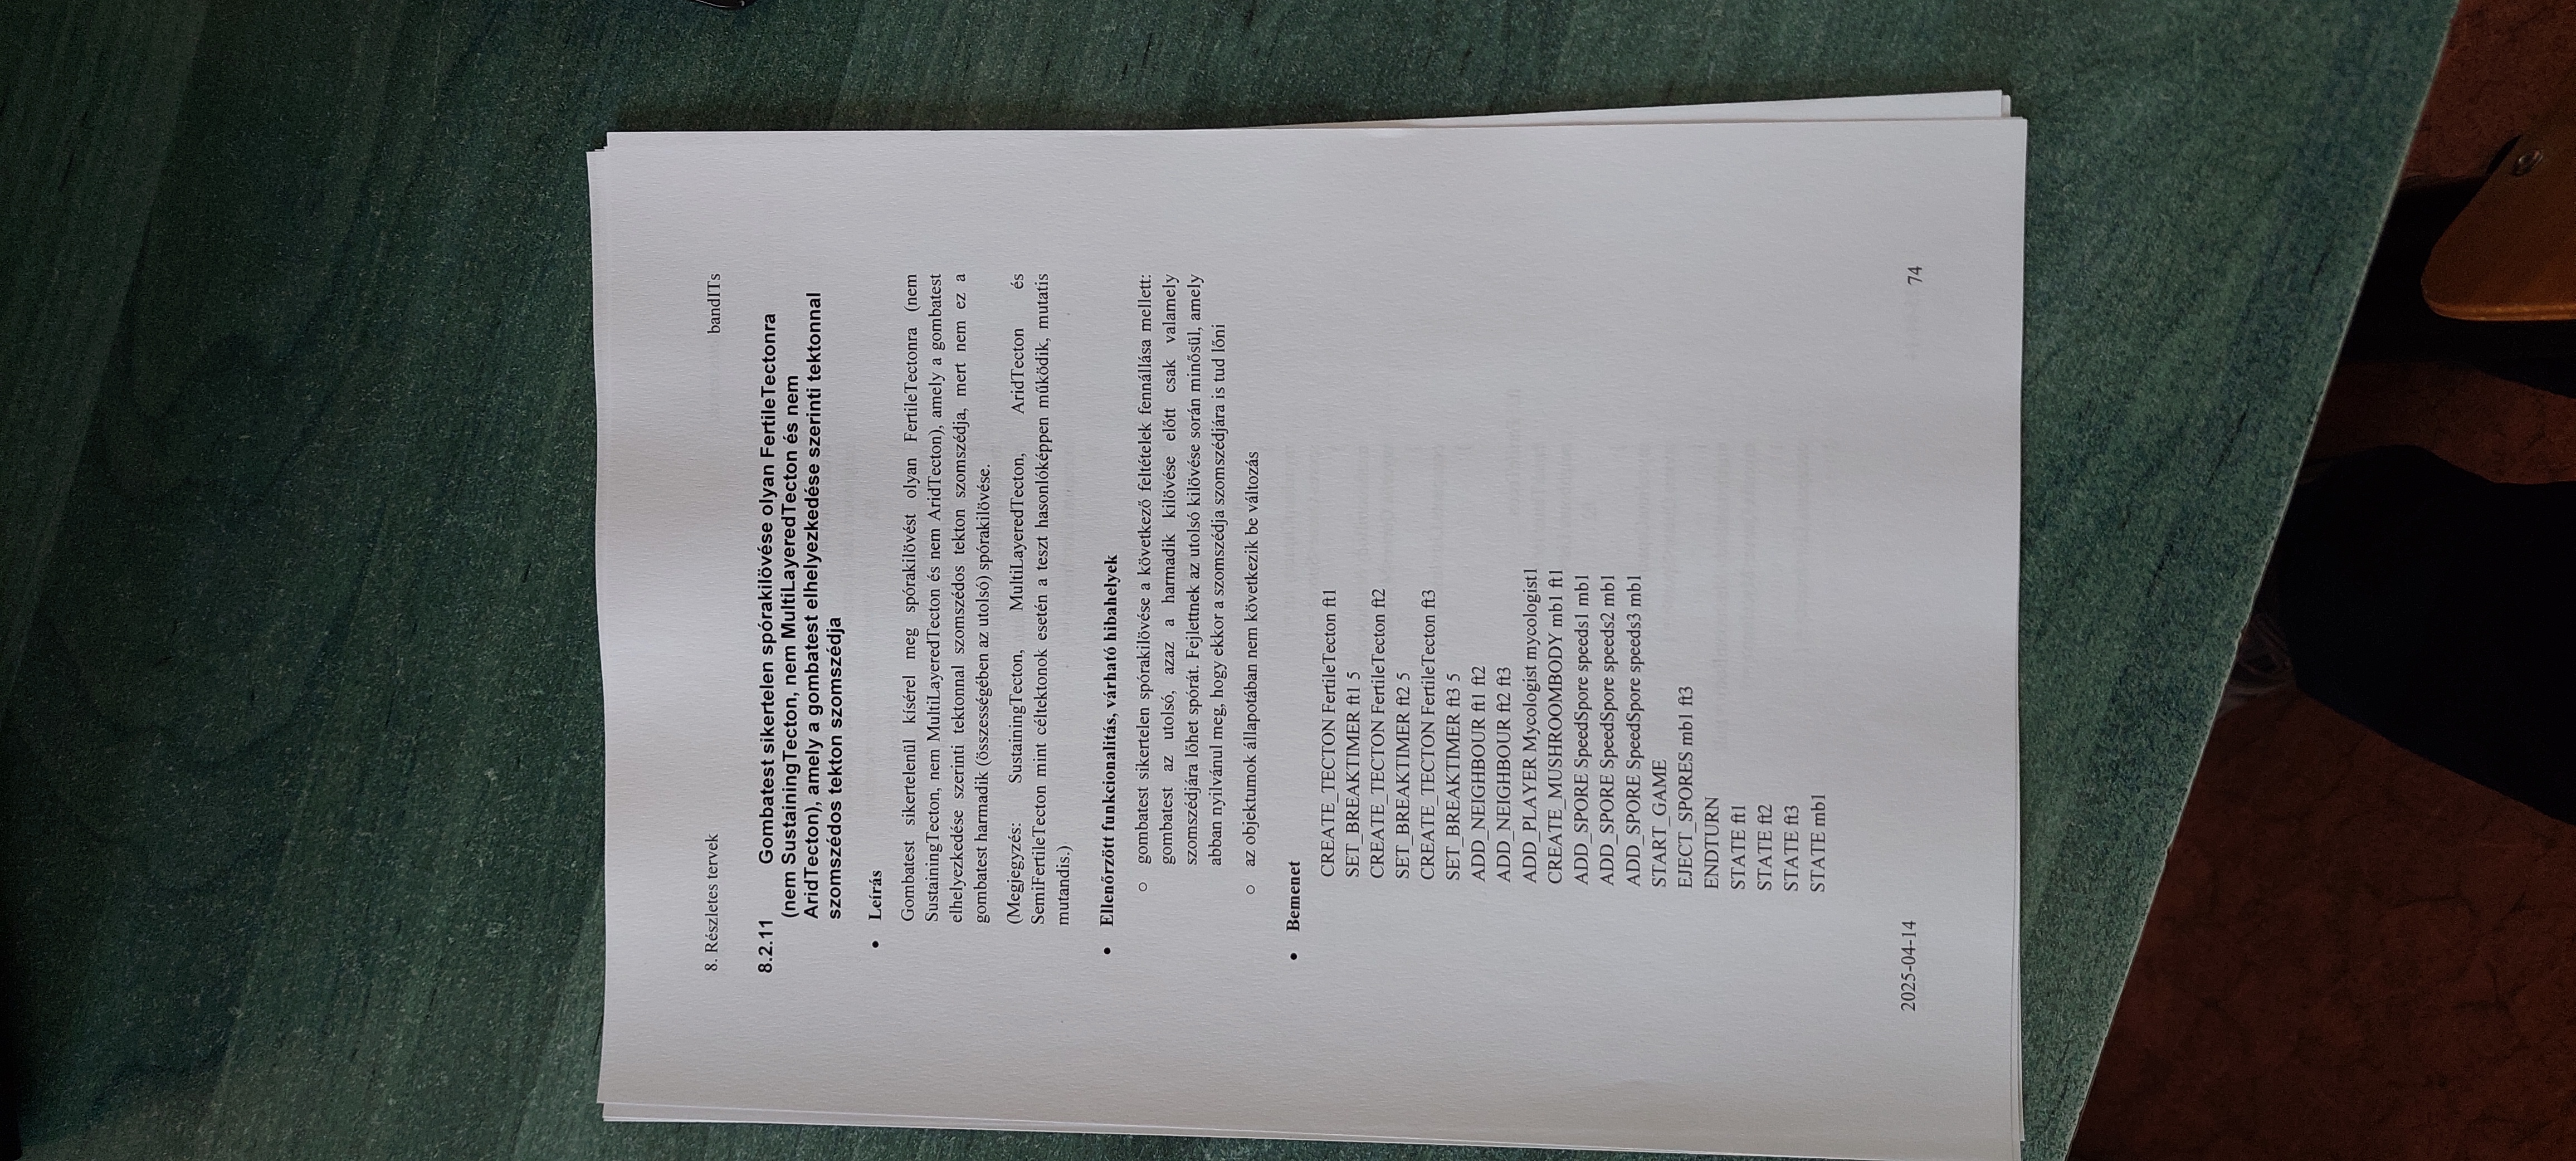 8. Részletes tervek bandITs
8.2.11 Gombatest sikertelen spórakilövése olyan FertileTectonra
(nem SustainingTecton, nem MultiLayeredTecton és nem
AridTecton), amely a gombatest elhelyezkedése szerinti tektonnal
szomszédos tekton szomszédja
• Leírás
Gombatest sikertelenül kísérel meg spórakilövést olyan FertileTectonra (nem
SustainingTecton, nem MultiLayeredTecton és nem AridTecton), amely a gombatest
elhelyezkedése szerinti tektonnal szomszédos tekton szomszédja, mert nem ez a
gombatest harmadik (összességében az utolsó) spórakilövése.
(Megjegyzés: SustainingTecton, MultiLayeredTecton, AridTecton és
SemiFertileTecton mint céltektonok esetén a teszt hasonlóképpen működik, mutatis
mutandis.)
• Ellenőrzött funkcionalitás, várható hibahelyek
o gombatest sikertelen spórakilövése a következő feltételek fennállása mellett:
gombatest az utolsó, azaz a harmadik kilövése előtt csak valamely
szomszédjára lőhet spórát. Fejlettnek az utolsó kilövése során minősül, amely
abban nyilvánul meg, hogy ekkor a szomszédja szomszédjára is tud lőni
o az objektumok állapotában nem következik be változás
• Bemenet
CREATE_TECTON FertileTecton ft1
SET_BREAKTIMER ft1 5
CREATE_TECTON FertileTecton ft2
SET_BREAKTIMER ft2 5
CREATE_TECTON FertileTecton ft3
SET_BREAKTIMER ft3 5
ADD_NEIGHBOUR ft1 ft2
ADD_NEIGHBOUR ft2 ft3
ADD_PLAYER Mycologist mycologist1
CREATE_MUSHROOMBODY mb1 ft1
ADD_SPORE SpeedSpore speeds1 mb1
ADD_SPORE SpeedSpore speeds2 mb1
ADD_SPORE SpeedSpore speeds3 mb1
START_GAME
EJECT_SPORES mb1 ft3
ENDTURN
STATE ft1
STATE ft2
STATE ft3
STATE mb1
2025-04-14 74